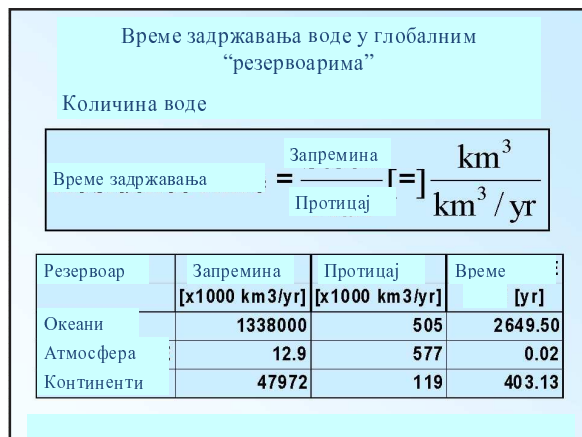 Време задржавања воде у глобалним
“резервоарима”
Количина воде
Време задржавања = Запремина / Протицај [=] km³ / km³ / yr
Резервоар Запремина Протицај Време
[x1000 km3/yr] [x1000 km3/yr] [yr]
Океани 1338000 505 2649.50
Атмосфера 12.9 577 0.02
Континенти 47972 119 403.13